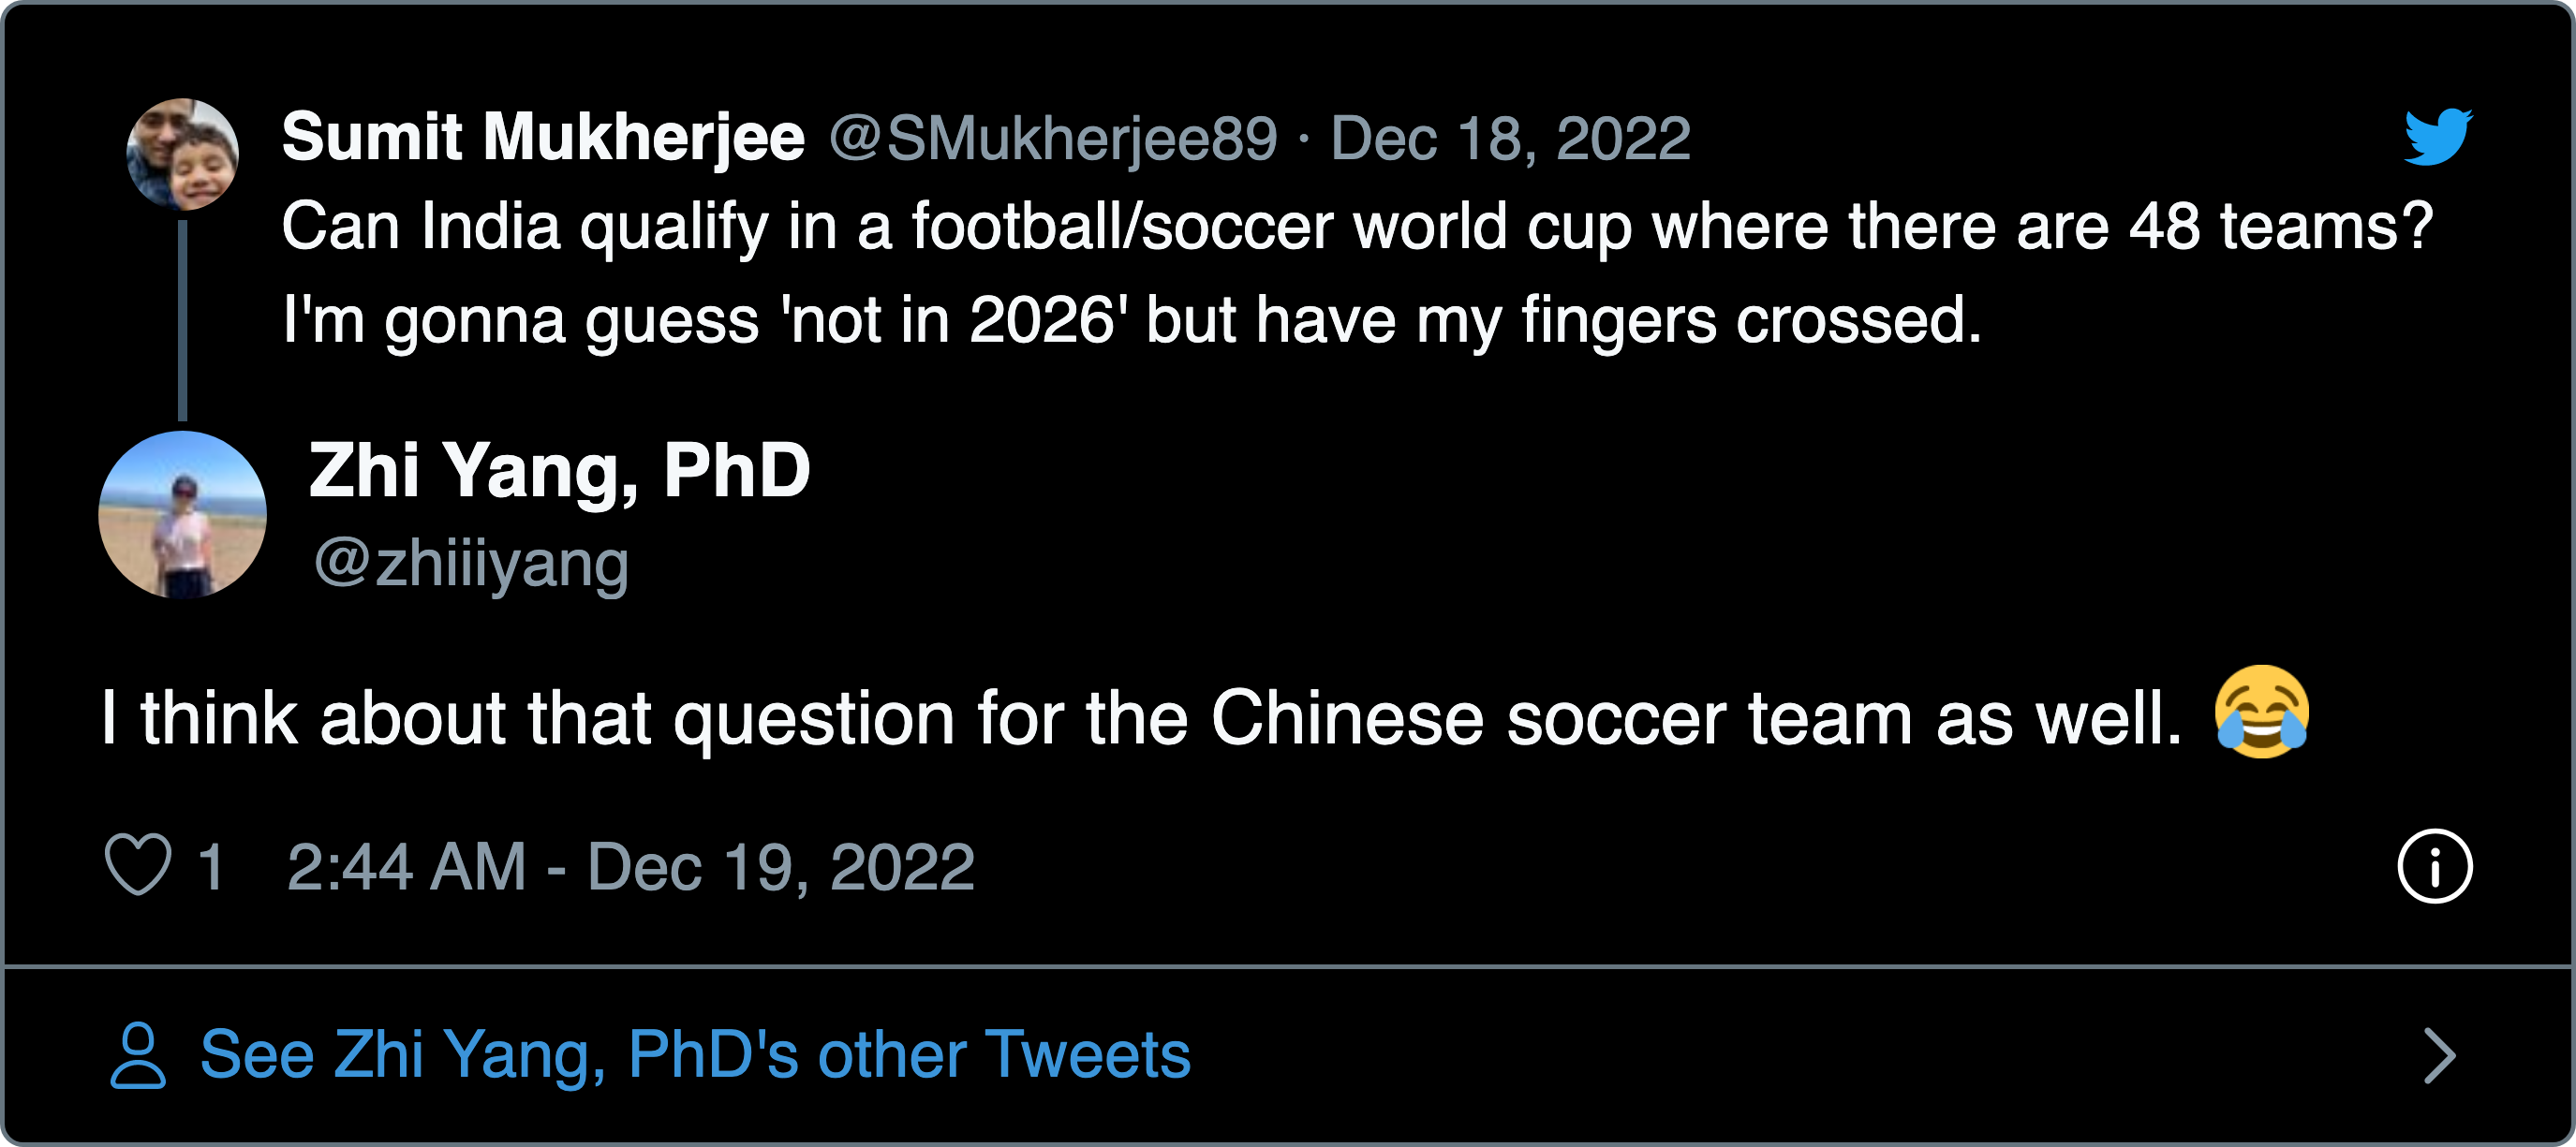 Sumit Mukherjee @SMukherjee89 · Dec 18, 2022
Can India qualify in a football/soccer world cup where there are 48 teams?
I'm gonna guess 'not in 2026' but have my fingers crossed.
Zhi Yang, PhD
@zhiiiyang
I think about that question for the Chinese soccer team as well. 😂
1 2:44 AM - Dec 19, 2022
See Zhi Yang, PhD's other Tweets